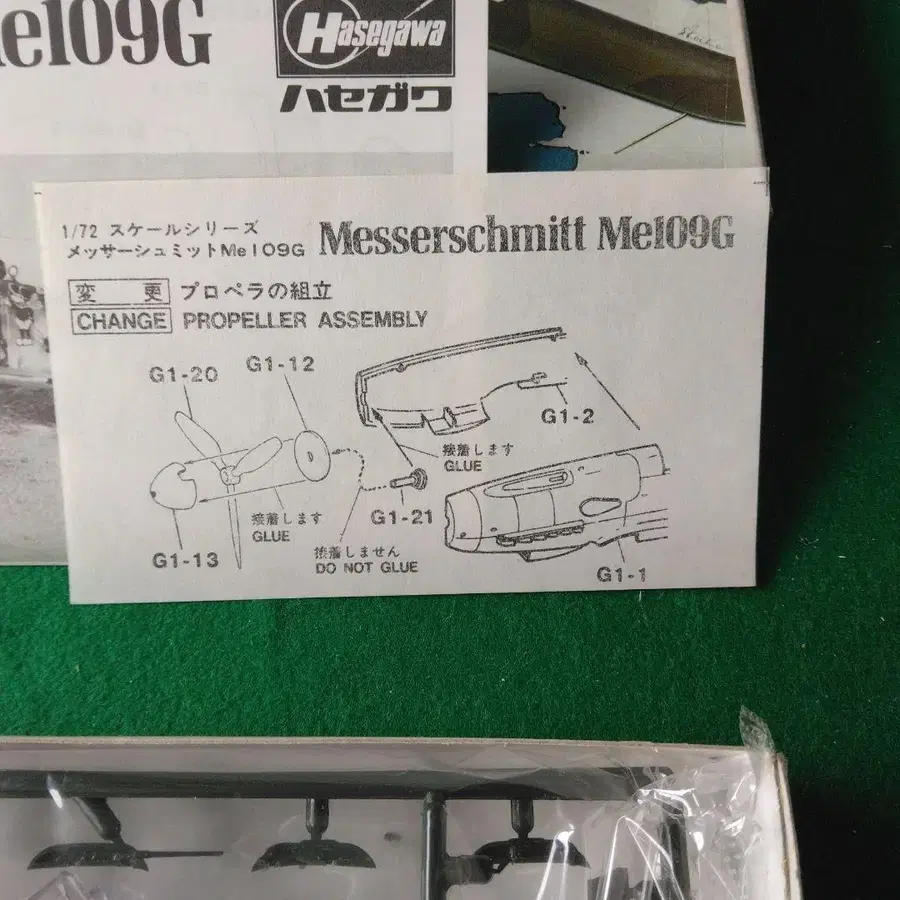 e109G
Hasegawa
ハセガワ
1/72 スケールシリーズ
メッサーシュミットMe109G
Messerschmitt Me109G
変更 プロペラの組立
CHANGE PROPELLER ASSEMBLY
G1-20
G1-12
G1-2
接着します
GLUE
G1-21
接着します
GLUE
G1-13
接着しません
DO NOT GLUE
G1-1